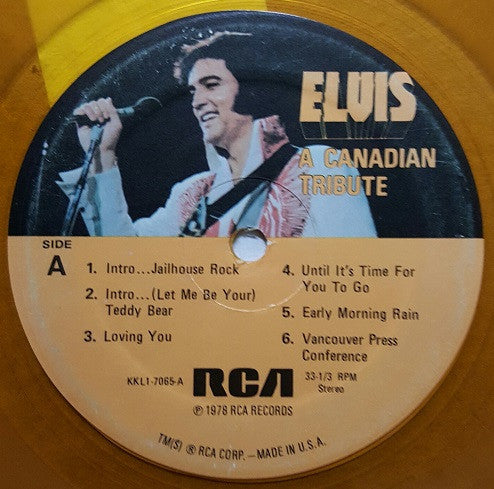 ELVIS
A CANADIAN
TRIBUTE
SIDE
A
1. Intro...Jailhouse Rock
2. Intro...(Let Me Be Your)
Teddy Bear
3. Loving You
4. Until It's Time For
You To Go
5. Early Morning Rain
6. Vancouver Press
Conference
KKL1-7065-A
RCA
33-1/3 RPM
Stereo
℗ 1978 RCA RECORDS
TM(S) ® RCA CORP.—MADE IN U.S.A.